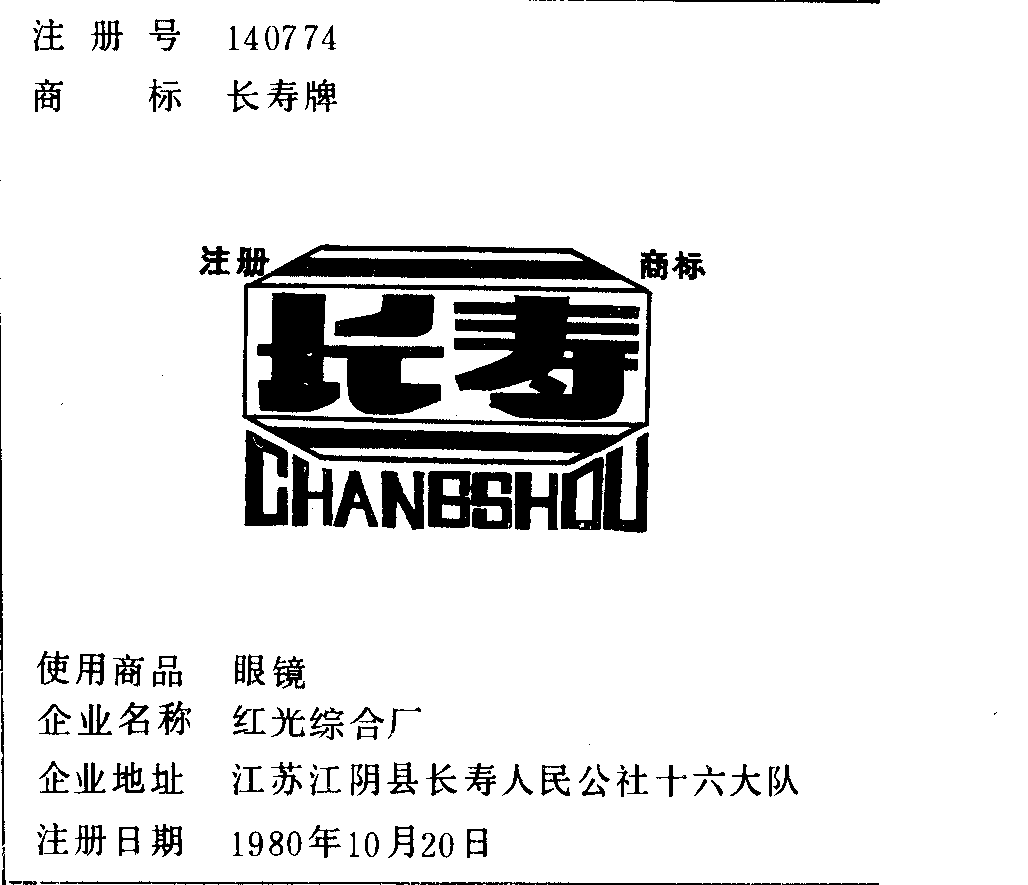 注册号 140774
商标 长寿牌
注册 商标
长寿
CHANGSHOU
使用商品 眼镜
企业名称 红光综合厂
企业地址 江苏江阴县长寿人民公社十六大队
注册日期 1980年10月20日